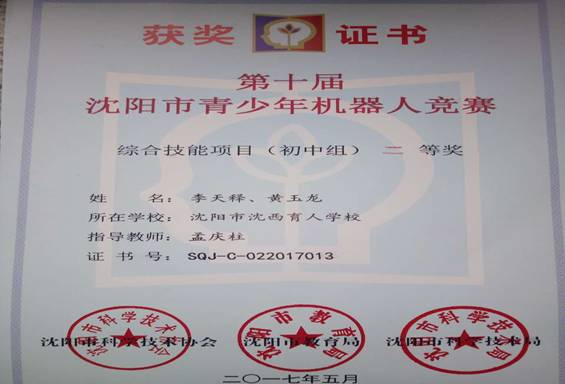 获奖 证书
第十届
沈阳市青少年机器人竞赛
综合技能项目（初中组） 二 等奖
姓 名：李天释、黄玉龙
所在学校：沈阳市沈西育人学校
指导教师：孟庆柱
证 书 号：SQJ-C-022017013
沈阳市科学技术协会 沈阳市教育局 沈阳市科学技术局
二〇一七年五月